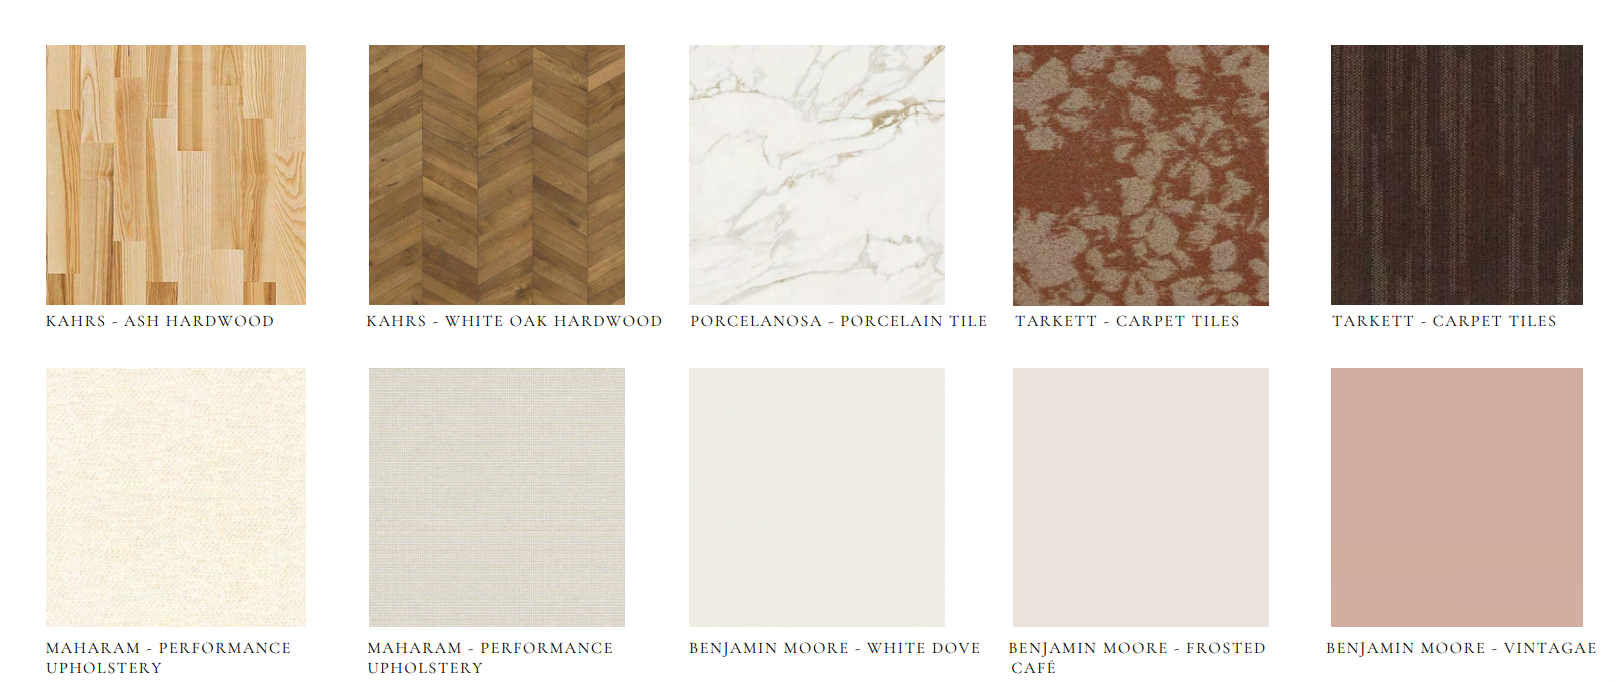 KAHRS - ASH HARDWOOD
KAHRS - WHITE OAK HARDWOOD
PORCELANOSA - PORCELAIN TILE
TARKETT - CARPET TILES
TARKETT - CARPET TILES
MAHARAM - PERFORMANCE
UPHOLSTERY
MAHARAM - PERFORMANCE
UPHOLSTERY
BENJAMIN MOORE - WHITE DOVE
BENJAMIN MOORE - FROSTED
CAFÉ
BENJAMIN MOORE - VINTAGAE